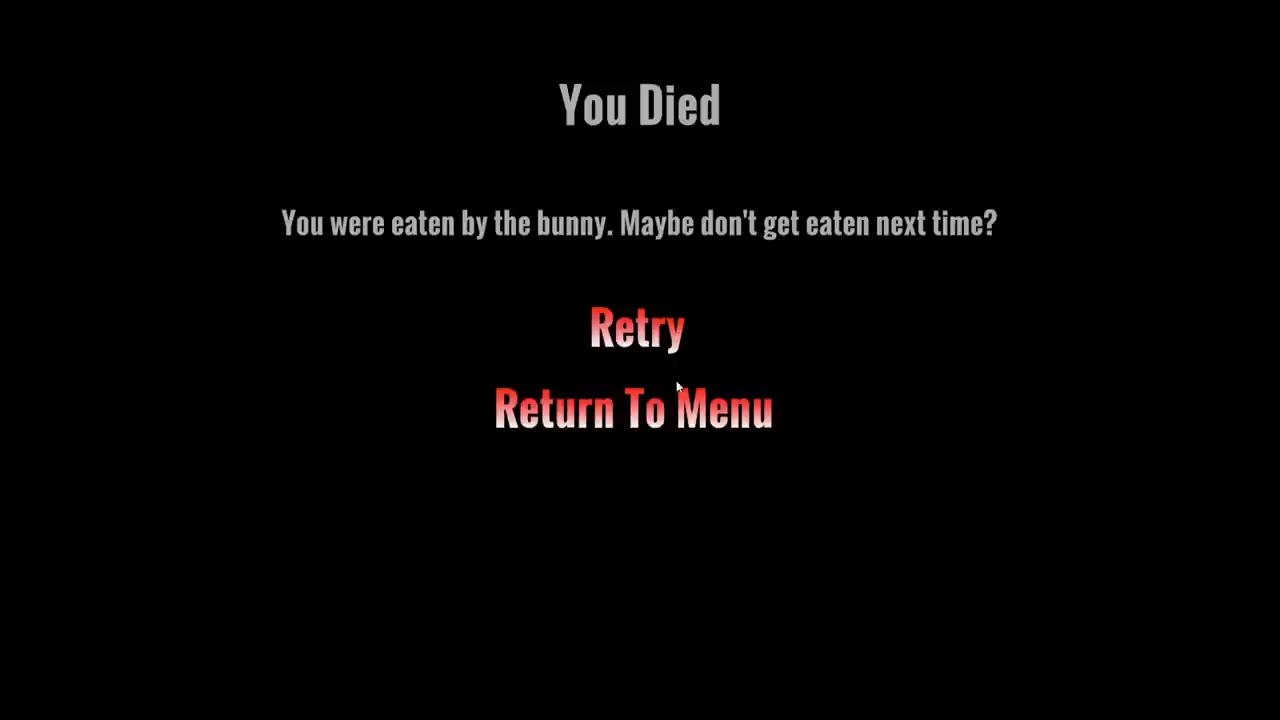 You Died
You were eaten by the bunny. Maybe don't get eaten next time?
Retry
Return To Menu